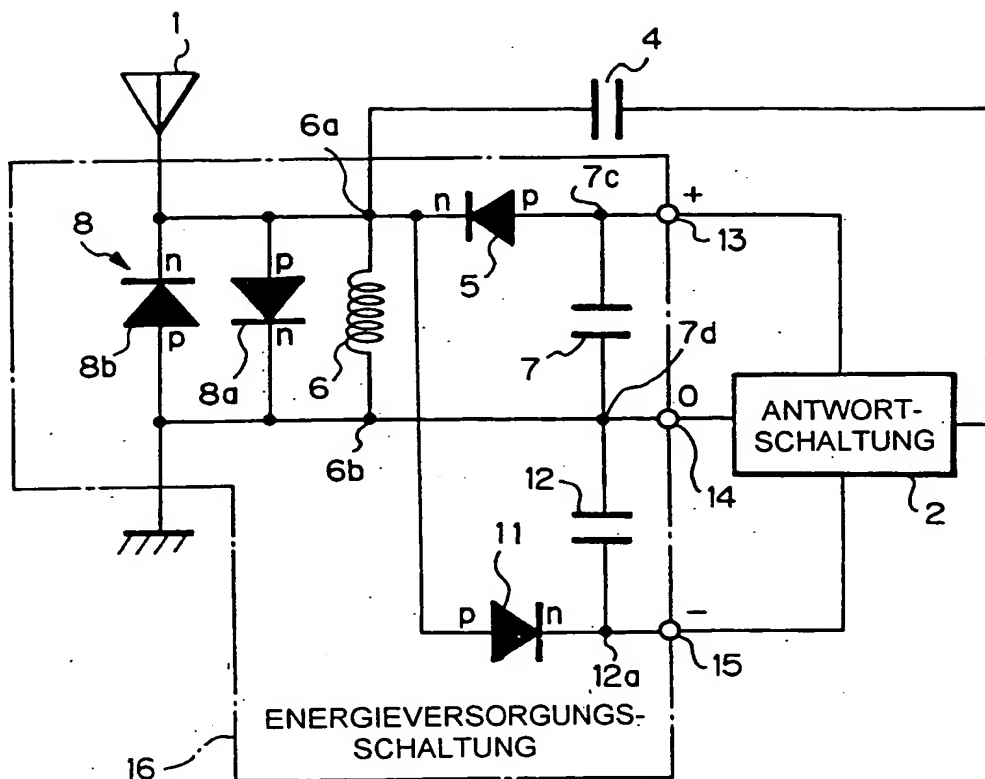 1
4
6a
7c
+
n
p
13
8
n
p
5
p
n
8b
8a
6
7
7d
0
ANTWORT-
SCHALTUNG
6b
12
14
2
11
p
n
−
12a
15
ENERGIEVERSORGUNGS-
SCHALTUNG
16